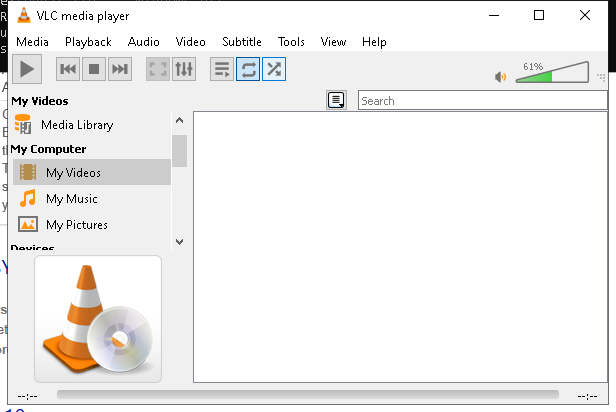 VLC media player
Media Playback Audio Video Subtitle Tools View Help
61%
My Videos
Search
Media Library
My Computer
My Videos
My Music
My Pictures
Devices
--:-- --:--